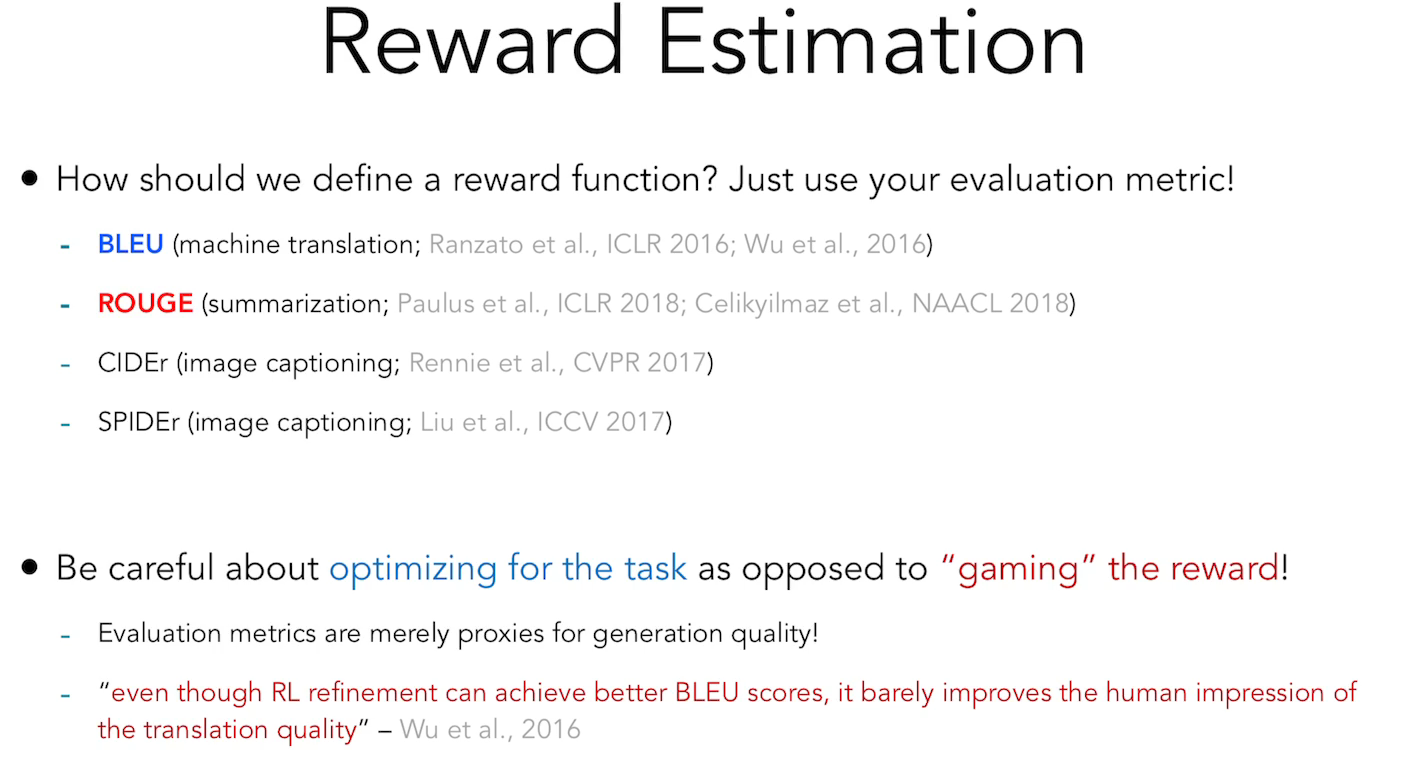 Reward Estimation
● How should we define a reward function? Just use your evaluation metric!
- BLEU (machine translation; Ranzato et al., ICLR 2016; Wu et al., 2016)
- ROUGE (summarization; Paulus et al., ICLR 2018; Celikyilmaz et al., NAACL 2018)
- CIDEr (image captioning; Rennie et al., CVPR 2017)
- SPIDEr (image captioning; Liu et al., ICCV 2017)
● Be careful about optimizing for the task as opposed to “gaming” the reward!
- Evaluation metrics are merely proxies for generation quality!
- “even though RL refinement can achieve better BLEU scores, it barely improves the human impression of
the translation quality” – Wu et al., 2016